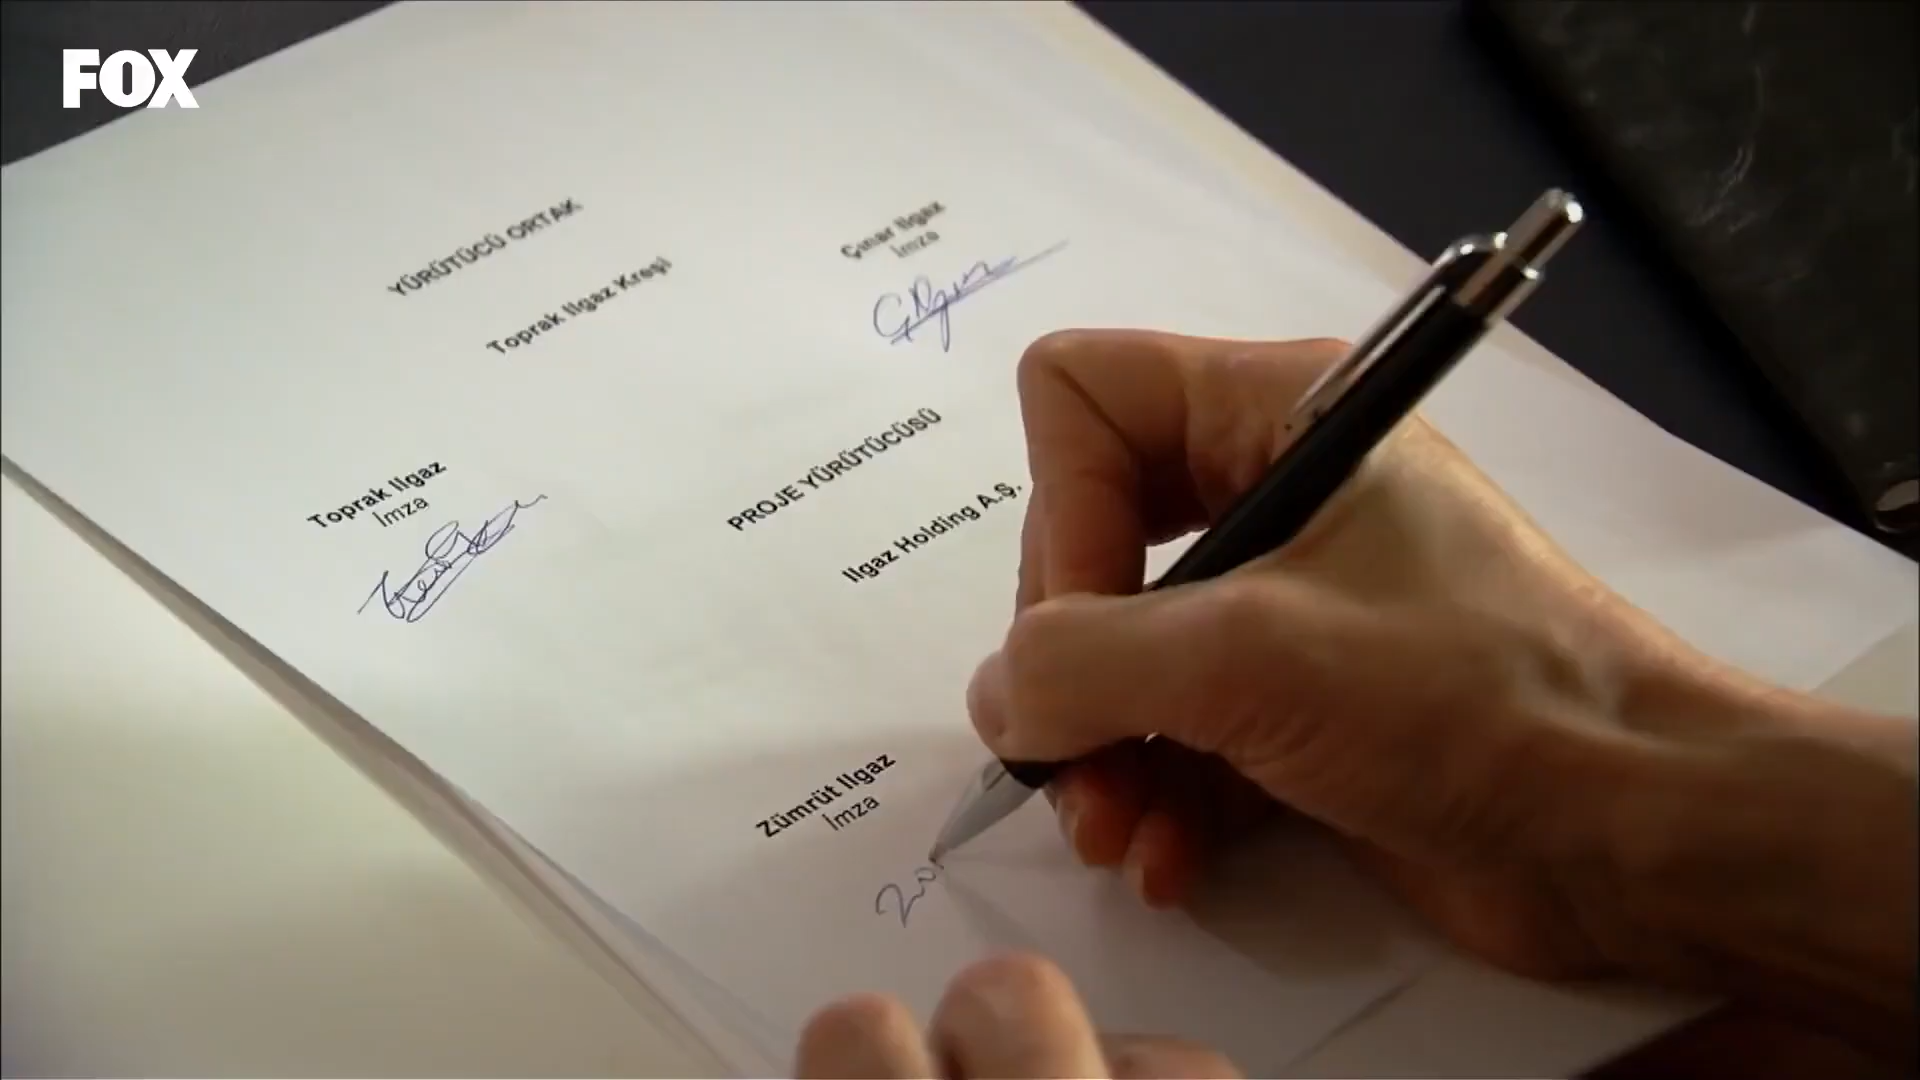 FOX
YÜRÜTÜCÜ ORTAK
Toprak Ilgaz Kreşi
Çınar Ilgaz
İmza
Toprak Ilgaz
İmza
PROJE YÜRÜTÜCÜSÜ
Ilgaz Holding A.Ş.
Zümrüt Ilgaz
İmza